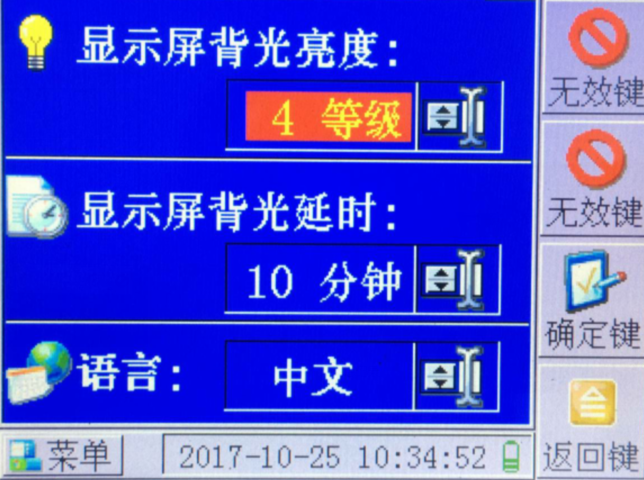 显示屏背光亮度:
4 等级
无效键
显示屏背光延时:
无效键
10 分钟
确定键
语言:
中文
菜单
2017-10-25 10:34:52
返回键